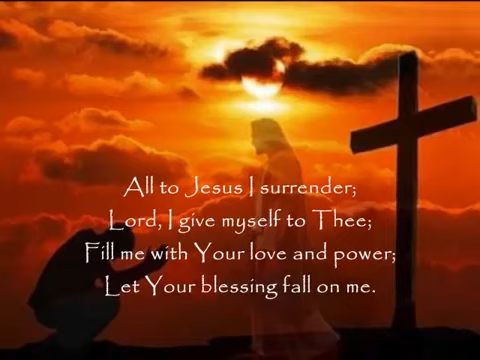 All to Jesus I surrender;
Lord, I give myself to Thee;
Fill me with Your love and power;
Let Your blessing fall on me.